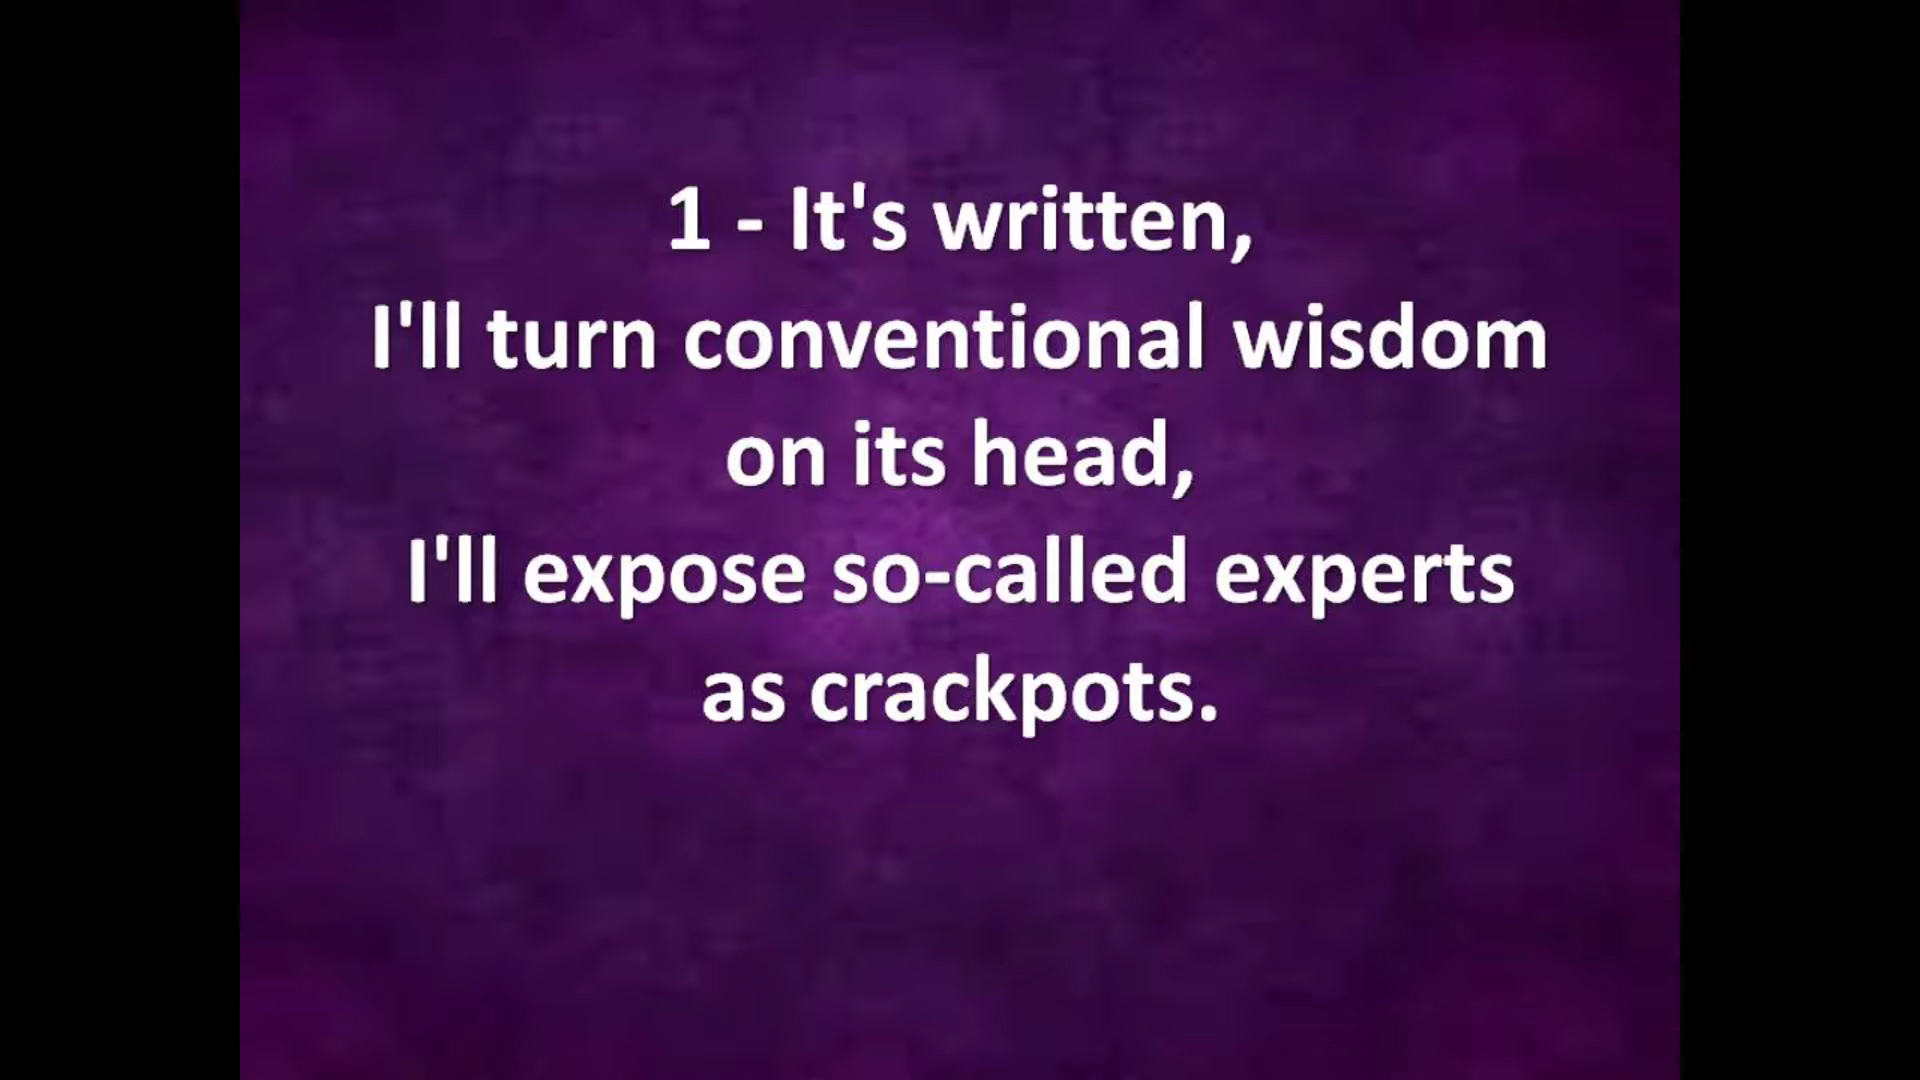 1 - It's written,
I'll turn conventional wisdom
on its head,
I'll expose so-called experts
as crackpots.